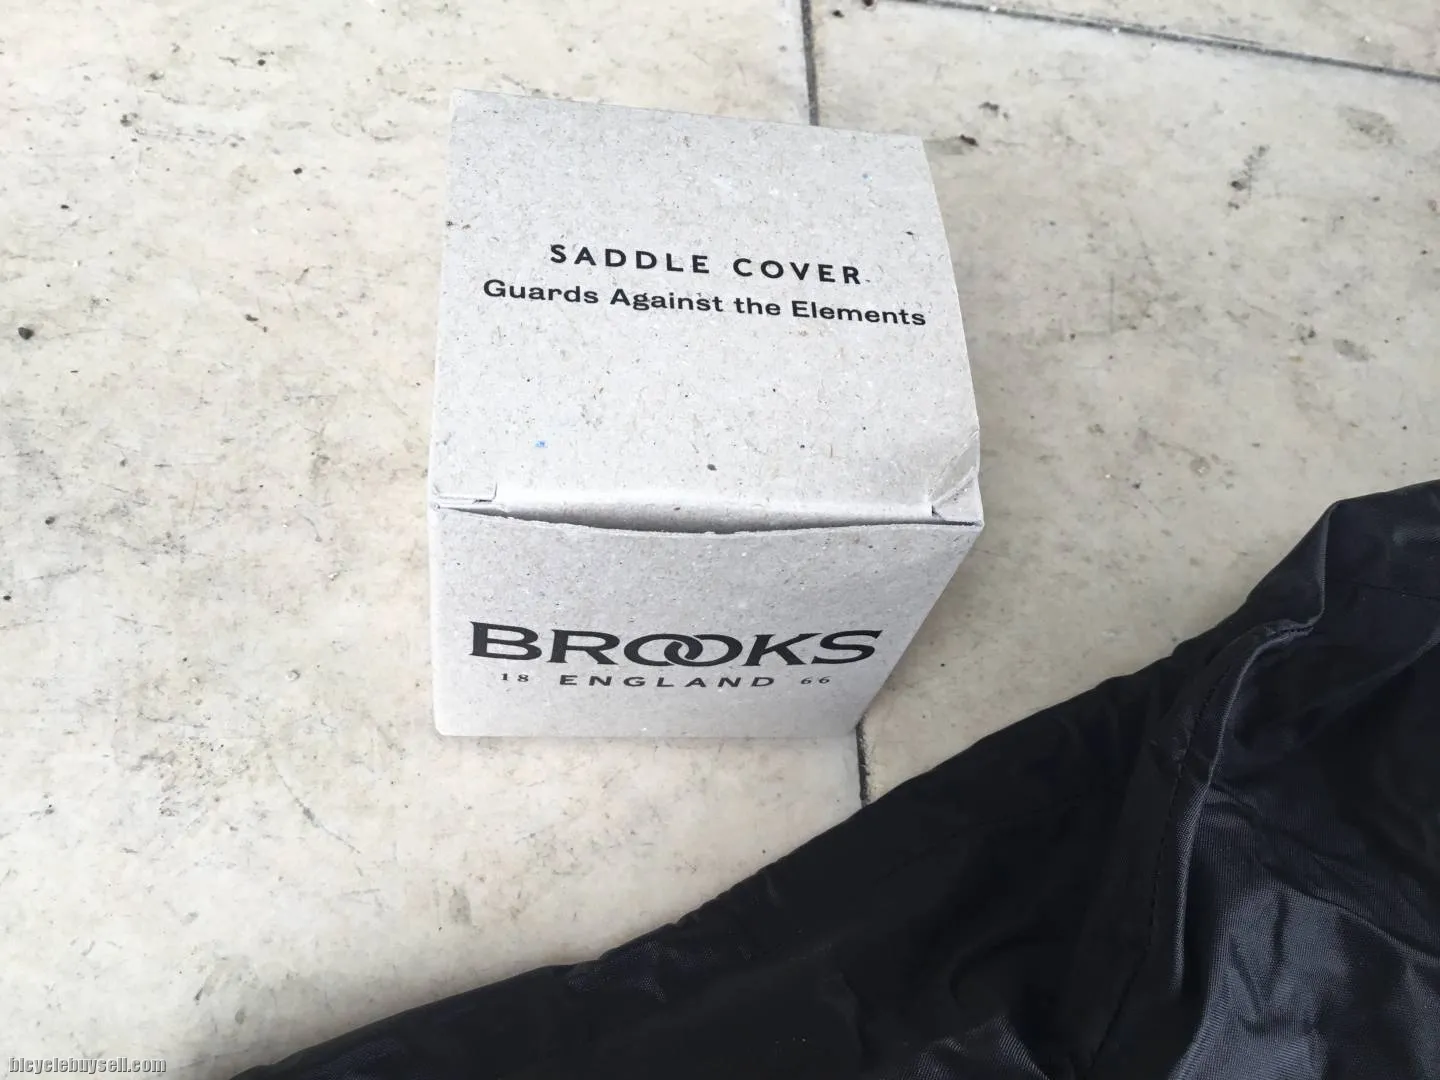 SADDLE COVER
Guards Against the Elements
BROOKS
18 ENGLAND 66
bicyclebuysell.com